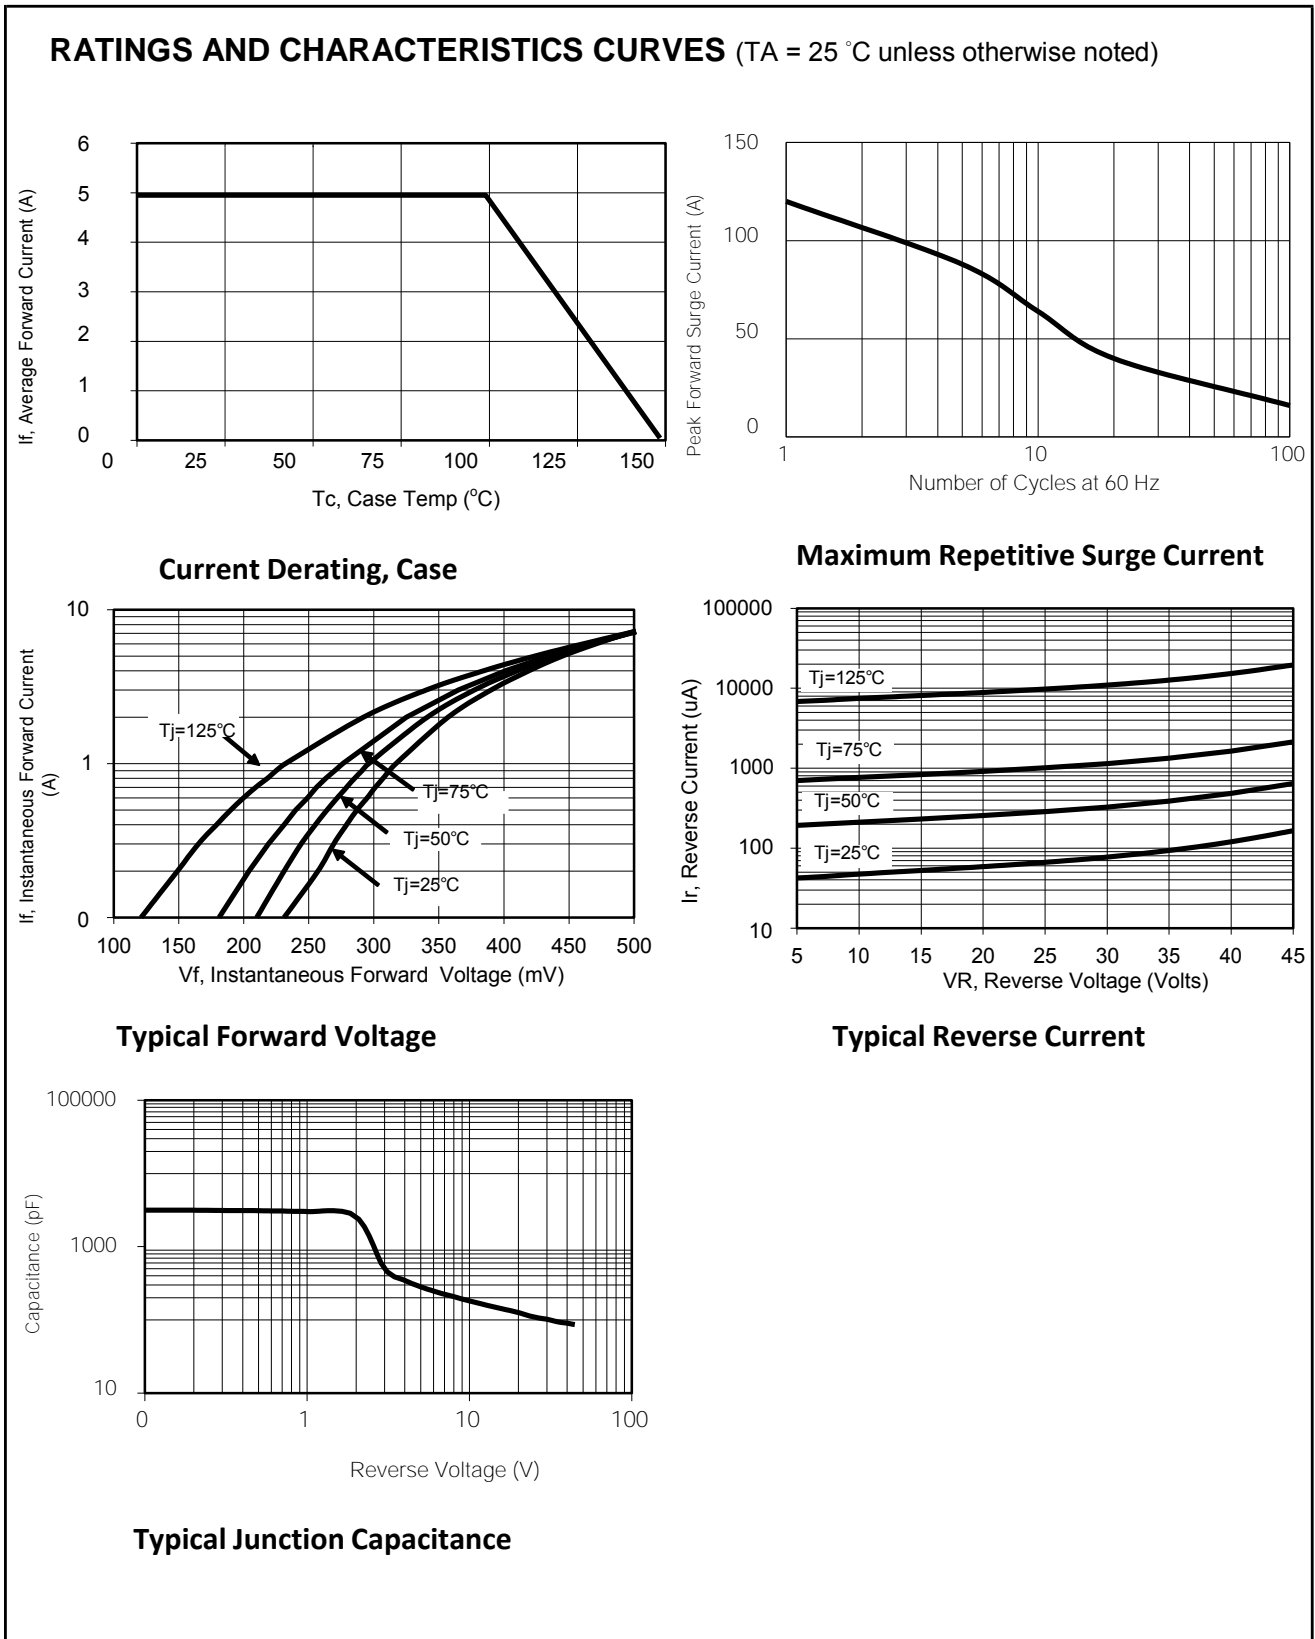 RATINGS AND CHARACTERISTICS CURVES (TA = 25 °C unless otherwise noted)
6
5
4
3
2
1
0
If, Average Forward Current (A)
0 25 50 75 100 125 150
Tc, Case Temp (°C)
Current Derating, Case
150
100
50
0
Peak Forward Surge Current (A)
1 10 100
Number of Cycles at 60 Hz
Maximum Repetitive Surge Current
10
1
0
If, Instantaneous Forward Current
(A)
Tj=125°C
Tj=75°C
Tj=50°C
Tj=25°C
100 150 200 250 300 350 400 450 500
Vf, Instantaneous Forward Voltage (mV)
Typical Forward Voltage
100000
10000
1000
100
10
Ir, Reverse Current (uA)
Tj=125°C
Tj=75°C
Tj=50°C
Tj=25°C
5 10 15 20 25 30 35 40 45
VR, Reverse Voltage (Volts)
Typical Reverse Current
100000
1000
10
Capacitance (pF)
0 1 10 100
Reverse Voltage (V)
Typical Junction Capacitance